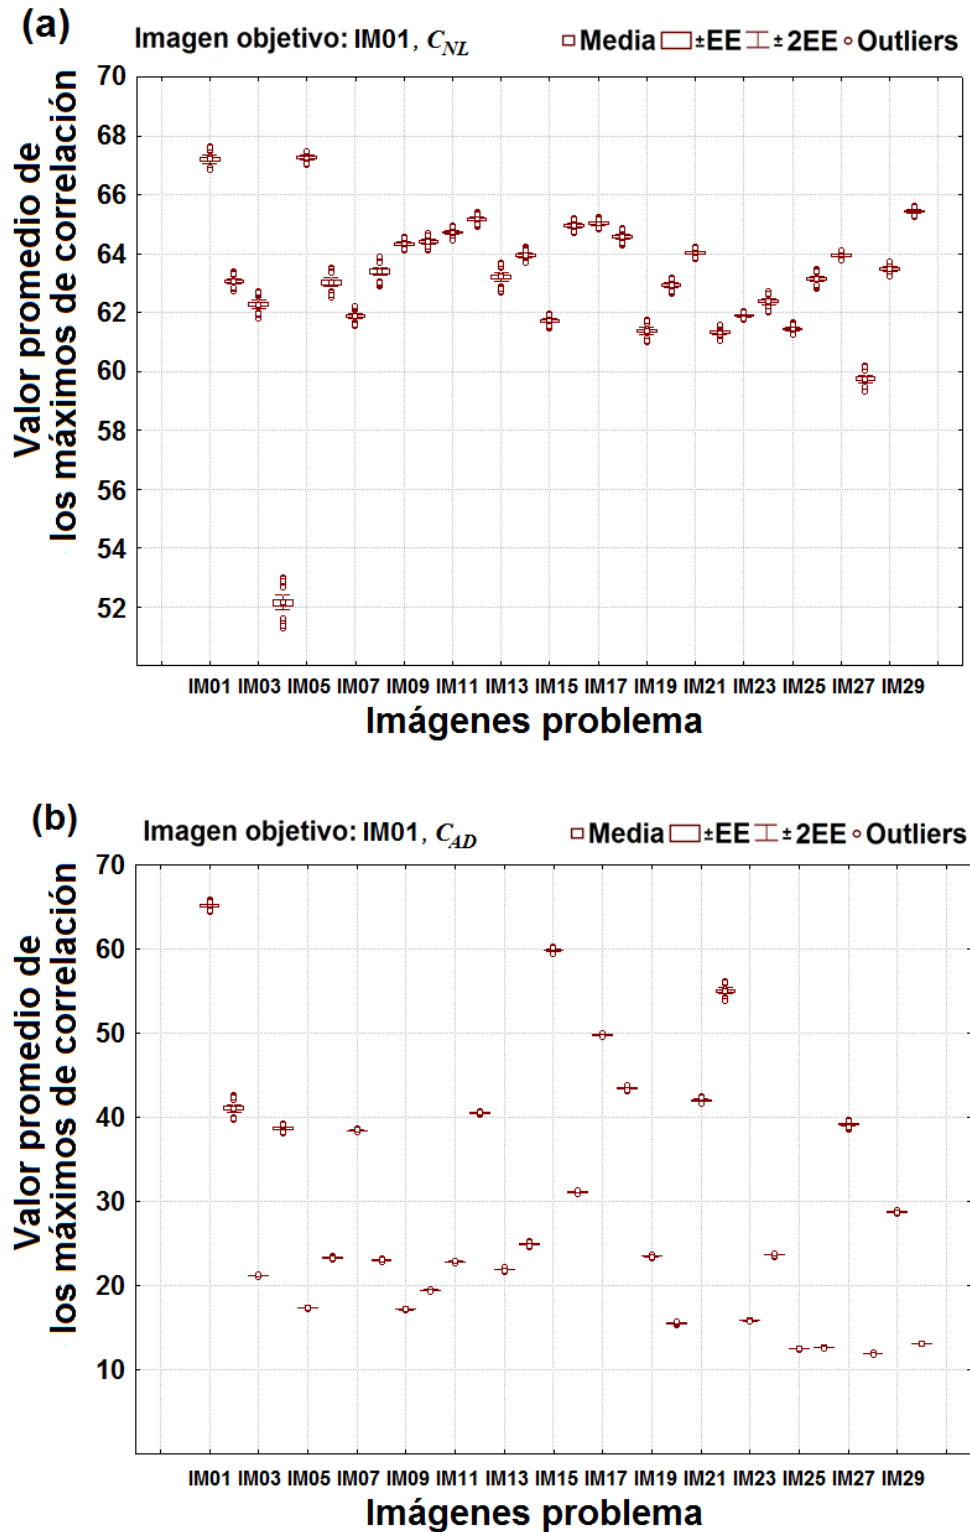 (a)
Imagen objetivo: IM01, C_NL
Media ±EE ±2EE Outliers
Valor promedio de
los máximos de correlación
70
68
66
64
62
60
58
56
54
52
IM01 IM03 IM05 IM07 IM09 IM11 IM13 IM15 IM17 IM19 IM21 IM23 IM25 IM27 IM29
Imágenes problema
(b)
Imagen objetivo: IM01, C_AD
Media ±EE ±2EE Outliers
Valor promedio de
los máximos de correlación
70
60
50
40
30
20
10
IM01 IM03 IM05 IM07 IM09 IM11 IM13 IM15 IM17 IM19 IM21 IM23 IM25 IM27 IM29
Imágenes problema